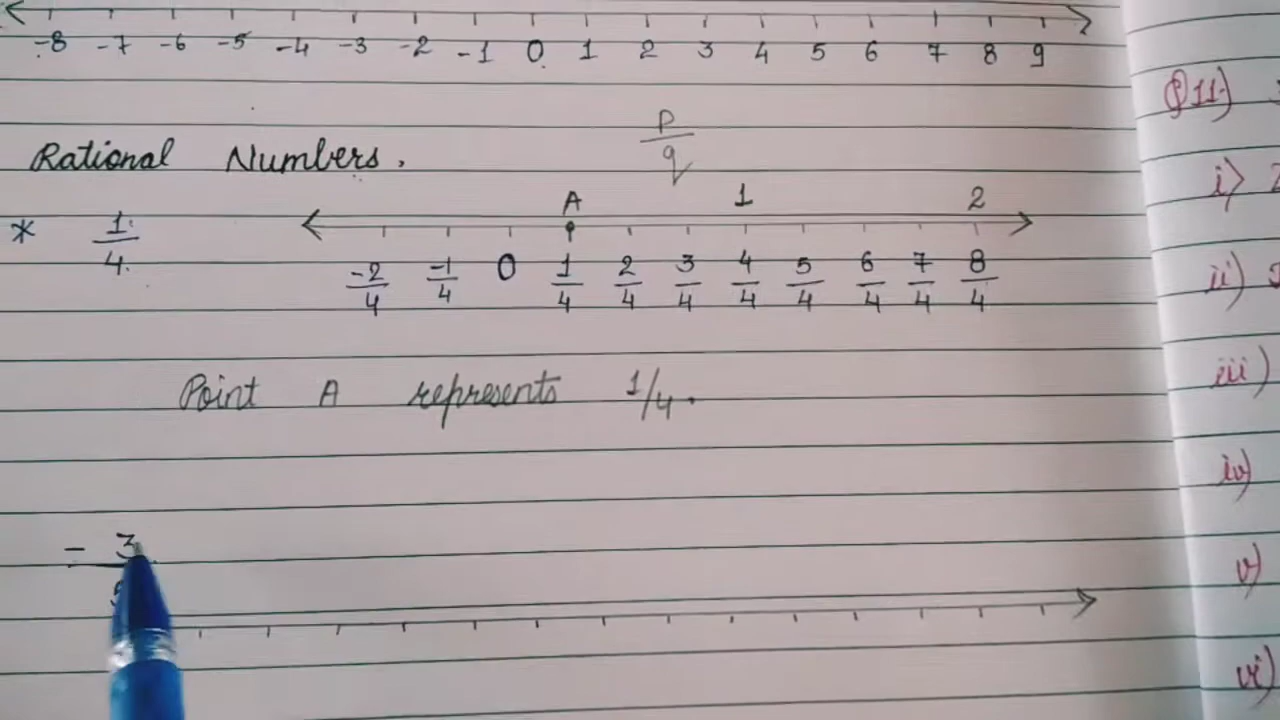 -8 -7 -6 -5 -4 -3 -2 -1 0 1 2 3 4 5 6 7 8 9
P/q
Rational Numbers.
A 1 2
* 1/4
-2/4 -1/4 0 1/4 2/4 3/4 4/4 5/4 6/4 7/4 8/4
Point A represents 1/4.
- 3
Q11.)
i)
ii)
iii)
iv)
v)
vi)